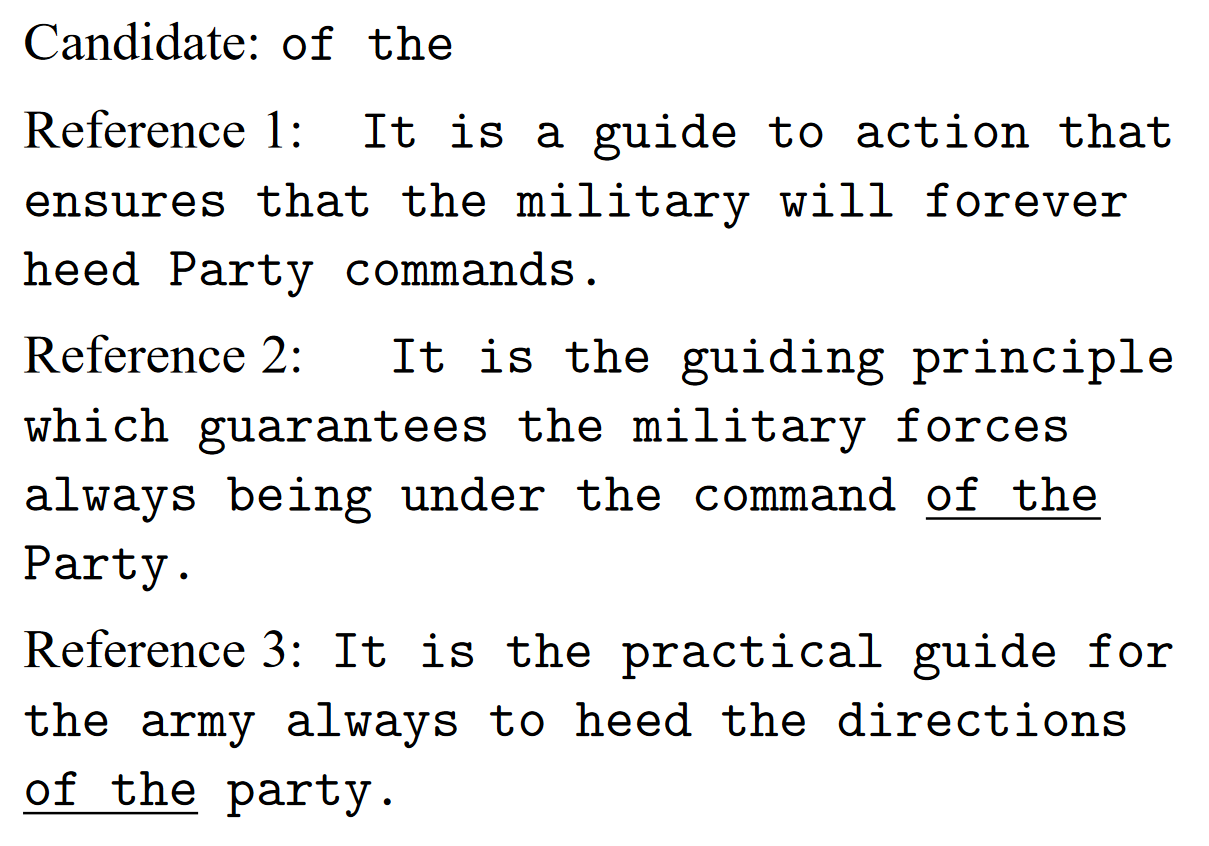 Candidate: of the
Reference 1: It is a guide to action that
ensures that the military will forever
heed Party commands.
Reference 2: It is the guiding principle
which guarantees the military forces
always being under the command of the
Party.
Reference 3: It is the practical guide for
the army always to heed the directions
of the party.